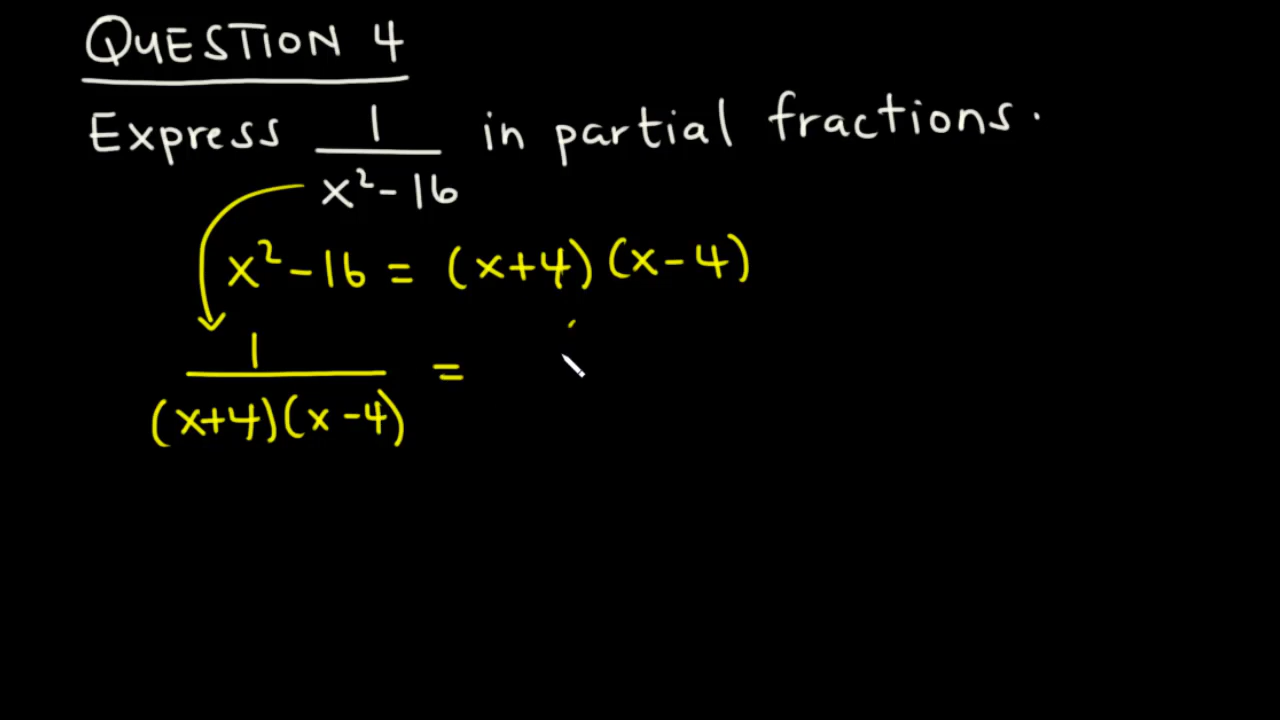 QUESTION 4
Express 1/(x² - 16) in partial fractions.
x² - 16 = (x+4)(x-4)
1/((x+4)(x-4)) =